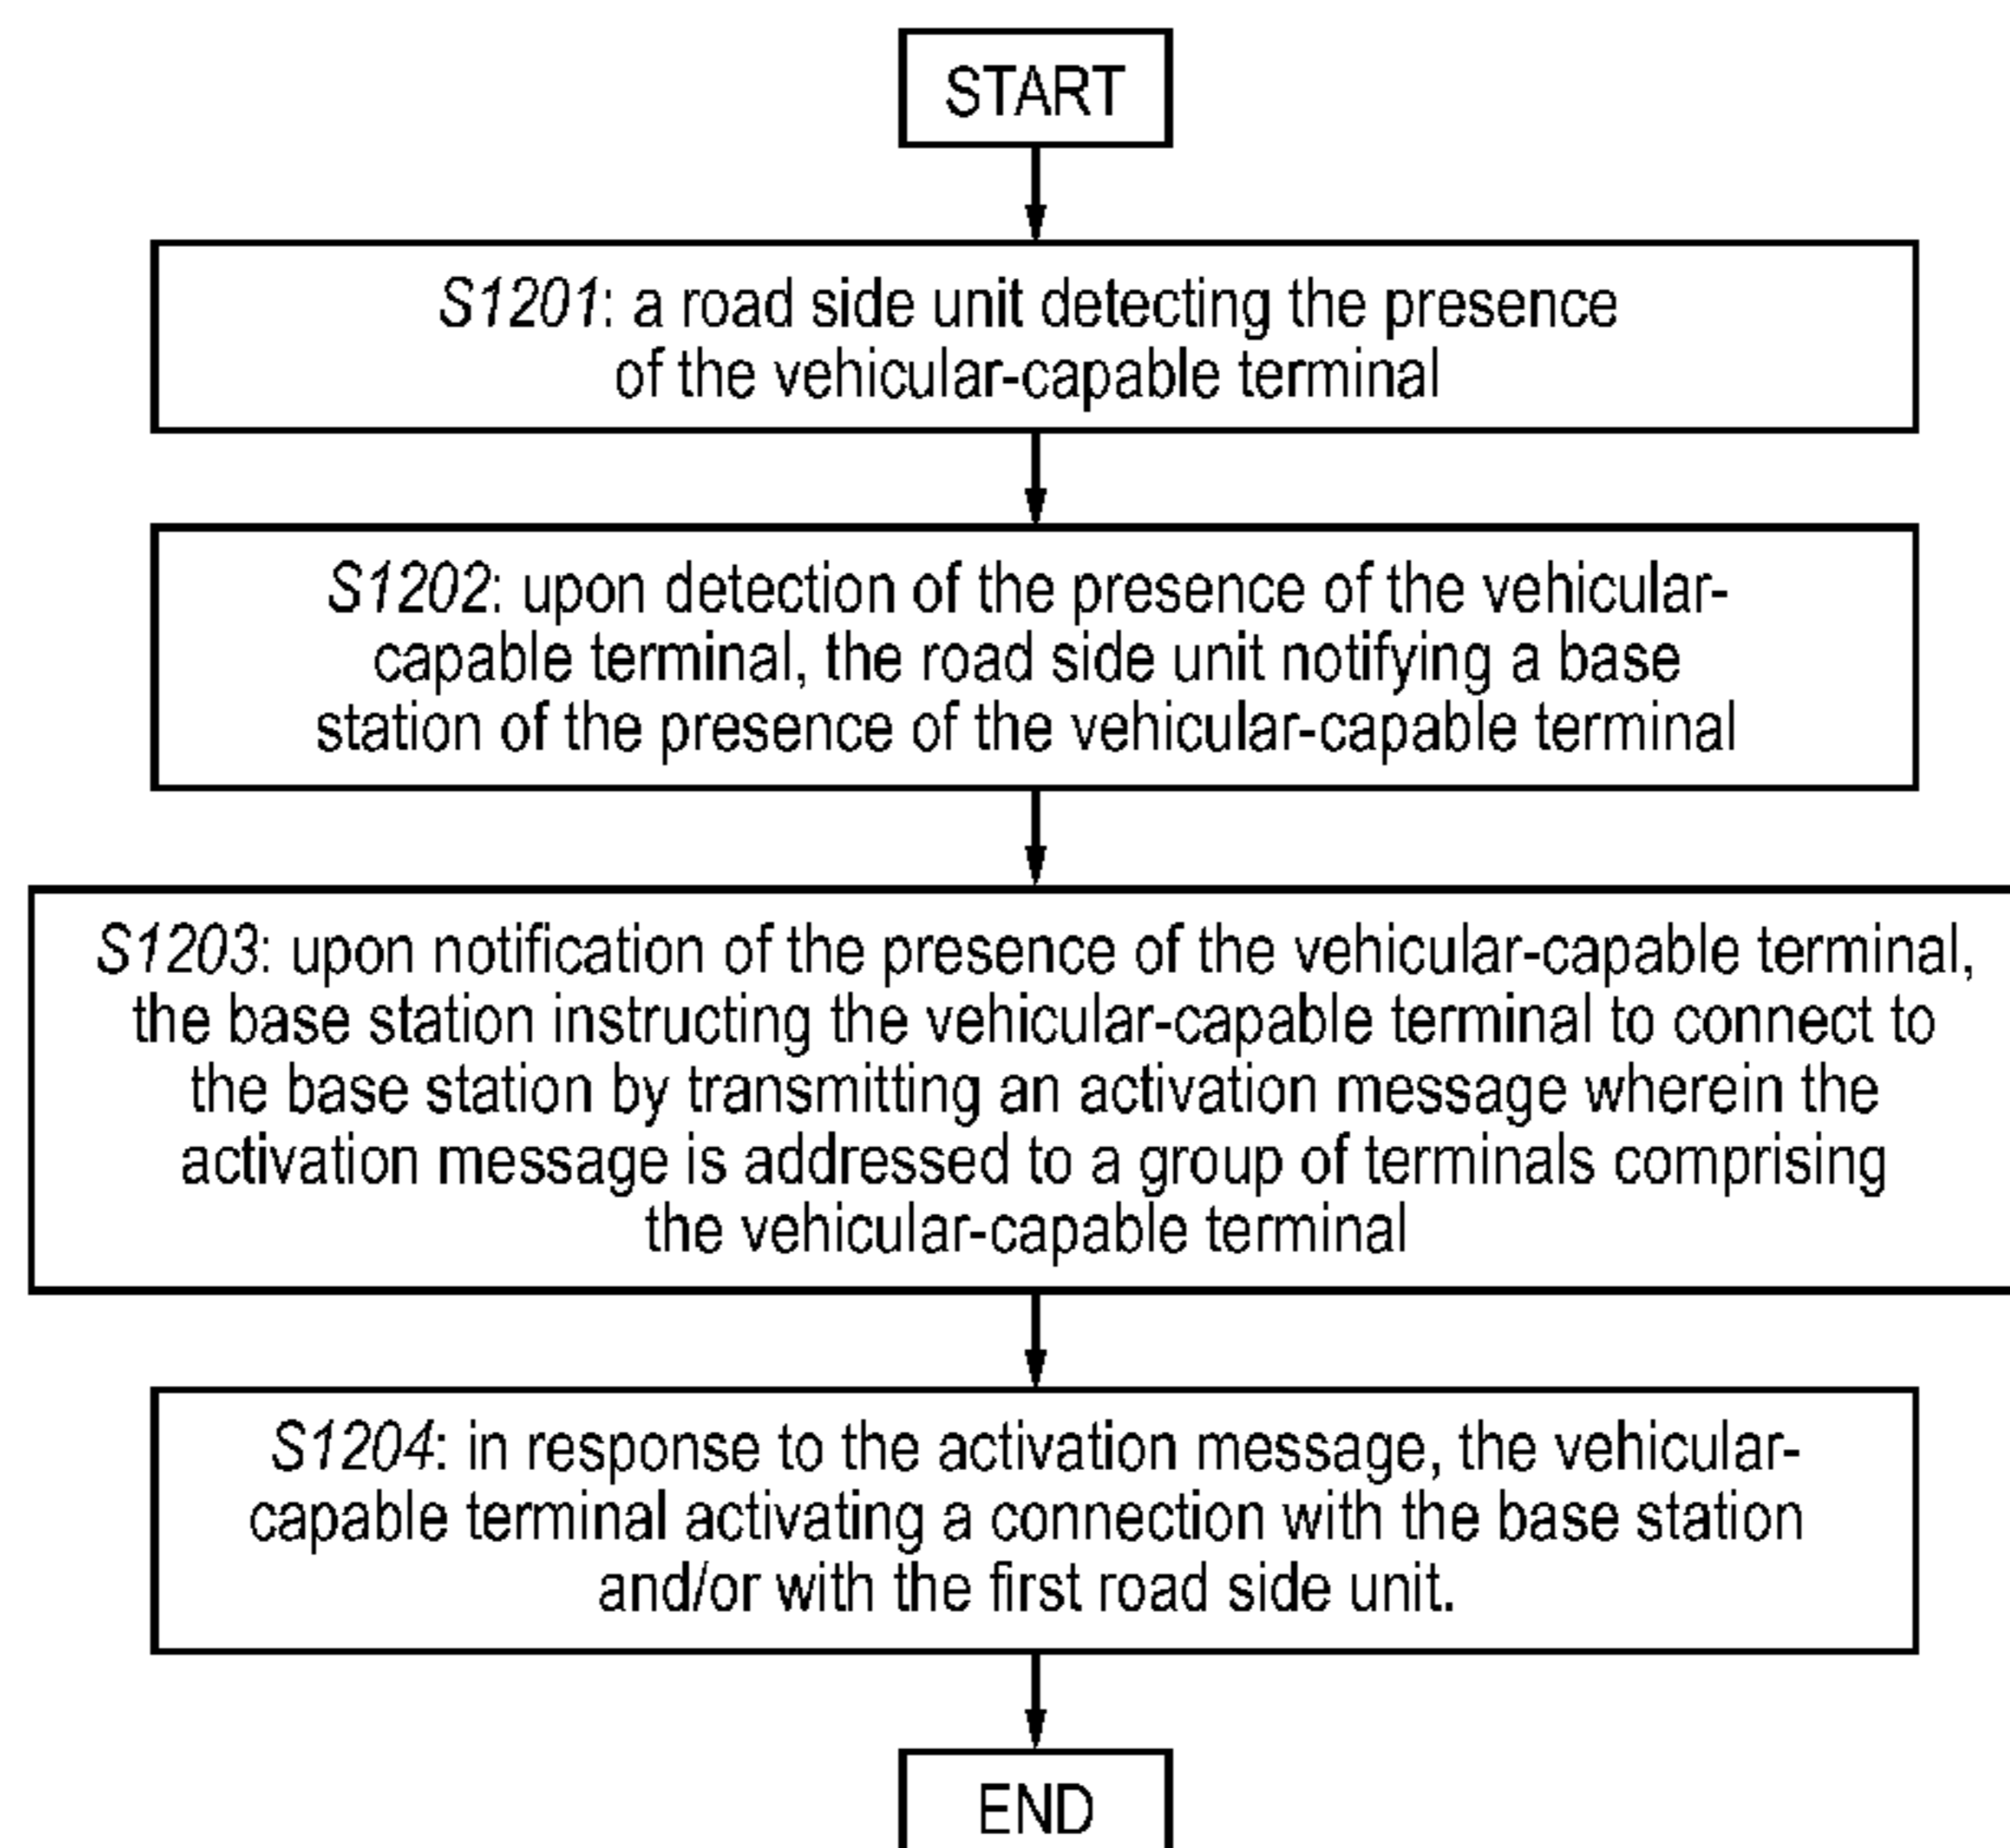 START
S1201: a road side unit detecting the presence
of the vehicular-capable terminal
S1202: upon detection of the presence of the vehicular-
capable terminal, the road side unit notifying a base
station of the presence of the vehicular-capable terminal
S1203: upon notification of the presence of the vehicular-capable terminal,
the base station instructing the vehicular-capable terminal to connect to
the base station by transmitting an activation message wherein the
activation message is addressed to a group of terminals comprising
the vehicular-capable terminal
S1204: in response to the activation message, the vehicular-
capable terminal activating a connection with the base station
and/or with the first road side unit.
END